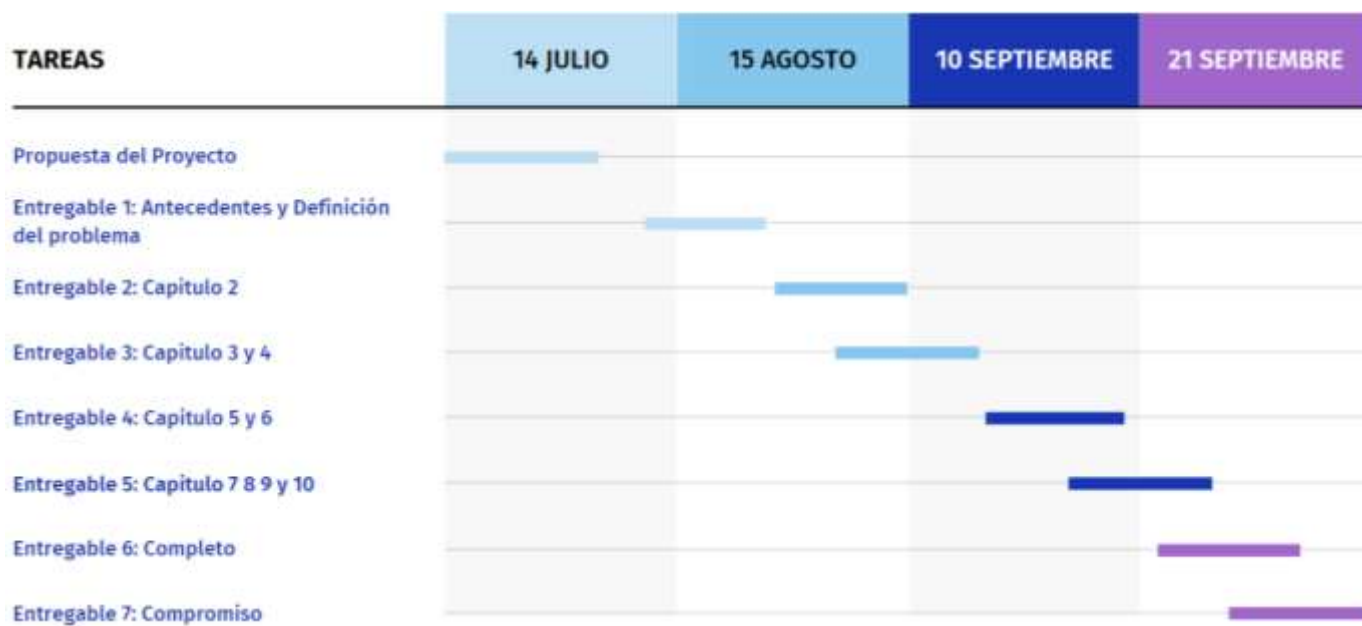 TAREAS
14 JULIO
15 AGOSTO
10 SEPTIEMBRE
21 SEPTIEMBRE
Propuesta del Proyecto
Entregable 1: Antecedentes y Definición
del problema
Entregable 2: Capitulo 2
Entregable 3: Capitulo 3 y 4
Entregable 4: Capitulo 5 y 6
Entregable 5: Capitulo 7 8 9 y 10
Entregable 6: Completo
Entregable 7: Compromiso